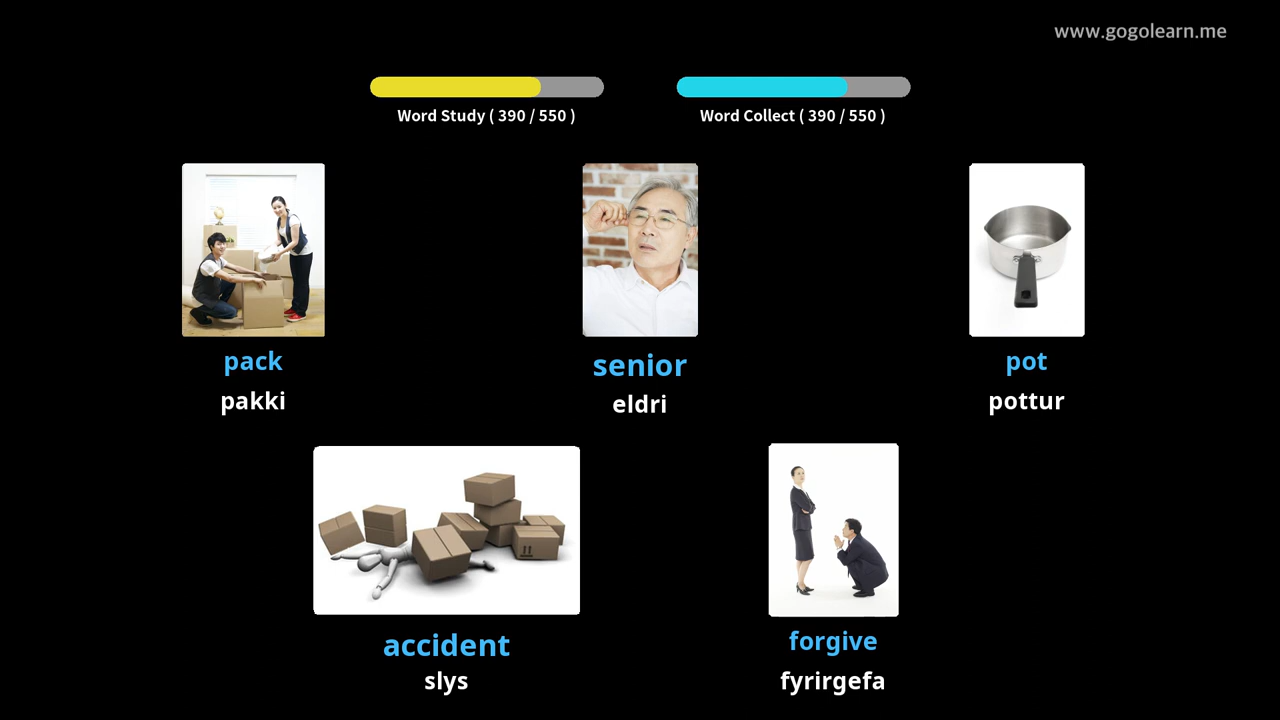 www.gogolearn.me
Word Study ( 390 / 550 )
Word Collect ( 390 / 550 )
pack
pakki
senior
eldri
pot
pottur
accident
slys
forgive
fyrirgefa